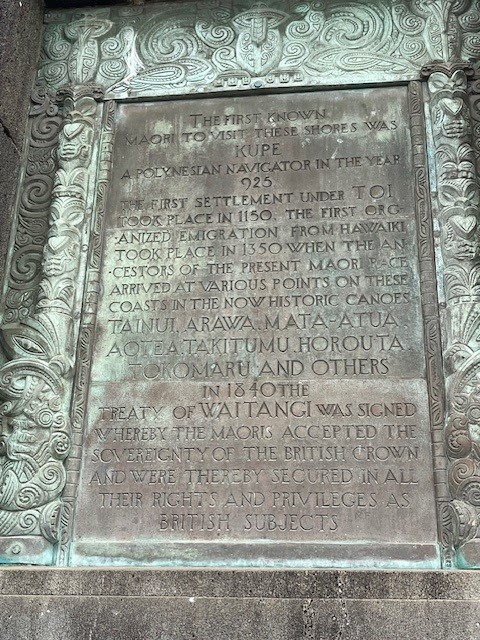 THE FIRST KNOWN
MAORI TO VISIT THESE SHORES WAS
KUPE
A POLYNESIAN NAVIGATOR IN THE YEAR
925
THE FIRST SETTLEMENT UNDER TOI
TOOK PLACE IN 1150. THE FIRST ORG-
-ANIZED EMIGRATION FROM HAWAIKI
TOOK PLACE IN 1350 WHEN THE AN-
-CESTORS OF THE PRESENT MAORI RACE
ARRIVED AT VARIOUS POINTS ON THESE
COASTS IN THE NOW HISTORIC CANOES
TAINUI, ARAWA, MATA-ATUA,
AOTEA, TAKITUMU, HOROUTA,
TOKOMARU AND OTHERS
IN 1840 THE
TREATY OF WAITANGI WAS SIGNED
WHEREBY THE MAORIS ACCEPTED THE
SOVEREIGNTY OF THE BRITISH CROWN
AND WERE THEREBY SECURED IN ALL
THEIR RIGHTS AND PRIVILEGES AS
BRITISH SUBJECTS